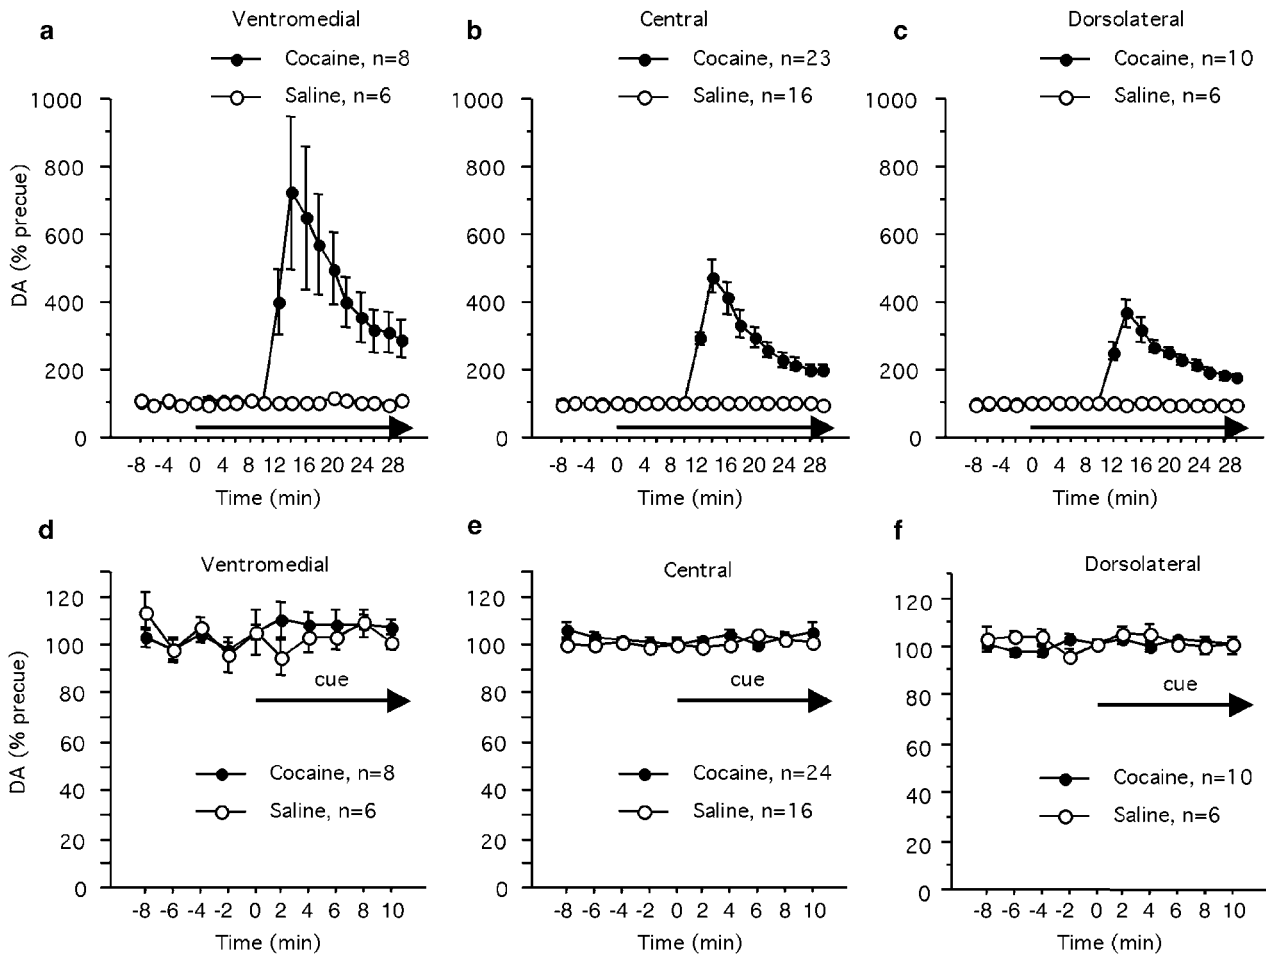 a
Ventromedial
Cocaine, n=8
Saline, n=6
1000
800
600
400
200
0
DA (% precue)
-8 -4 0 4 8 12 16 20 24 28
Time (min)
b
Central
Cocaine, n=23
Saline, n=16
1000
800
600
400
200
0
-8 -4 0 4 8 12 16 20 24 28
Time (min)
c
Dorsolateral
Cocaine, n=10
Saline, n=6
1000
800
600
400
200
0
-8 -4 0 4 8 12 16 20 24 28
Time (min)
d
Ventromedial
120
100
80
60
40
20
0
DA (% precue)
cue
Cocaine, n=8
Saline, n=6
-8 -6 -4 -2 0 2 4 6 8 10
Time (min)
e
Central
120
100
80
60
40
20
0
cue
Cocaine, n=24
Saline, n=16
-8 -6 -4 -2 0 2 4 6 8 10
Time (min)
f
Dorsolateral
120
100
80
60
40
20
0
cue
Cocaine, n=10
Saline, n=6
-8 -6 -4 -2 0 2 4 6 8 10
Time (min)